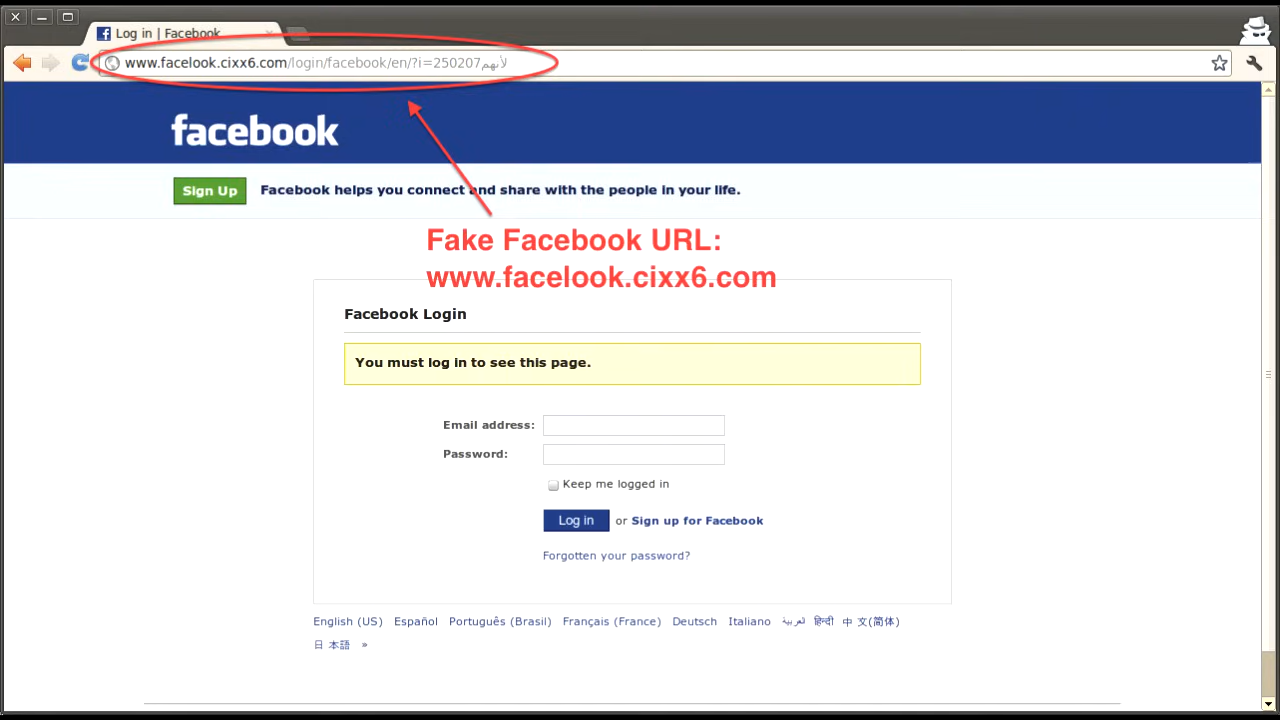 Log in | Facebook
www.facelook.cixx6.com/login/facebook/en/?i=250207لأنهم
facebook
Sign Up Facebook helps you connect and share with the people in your life.
Fake Facebook URL:
www.facelook.cixx6.com
Facebook Login
You must log in to see this page.
Email address:
Password:
Keep me logged in
Log in or Sign up for Facebook
Forgotten your password?
English (US) Español Português (Brasil) Français (France) Deutsch Italiano العربية हिन्दी 中文(简体)
日本語 »